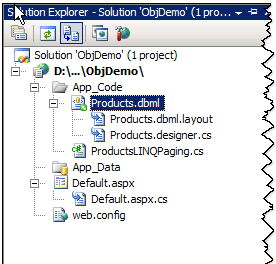 Solution Explorer - Solution 'ObjDemo' (1 pro...
Solution 'ObjDemo' (1 project)
D:\...\ObjDemo\
App_Code
Products.dbml
Products.dbml.layout
Products.designer.cs
ProductsLINQPaging.cs
App_Data
Default.aspx
Default.aspx.cs
web.config